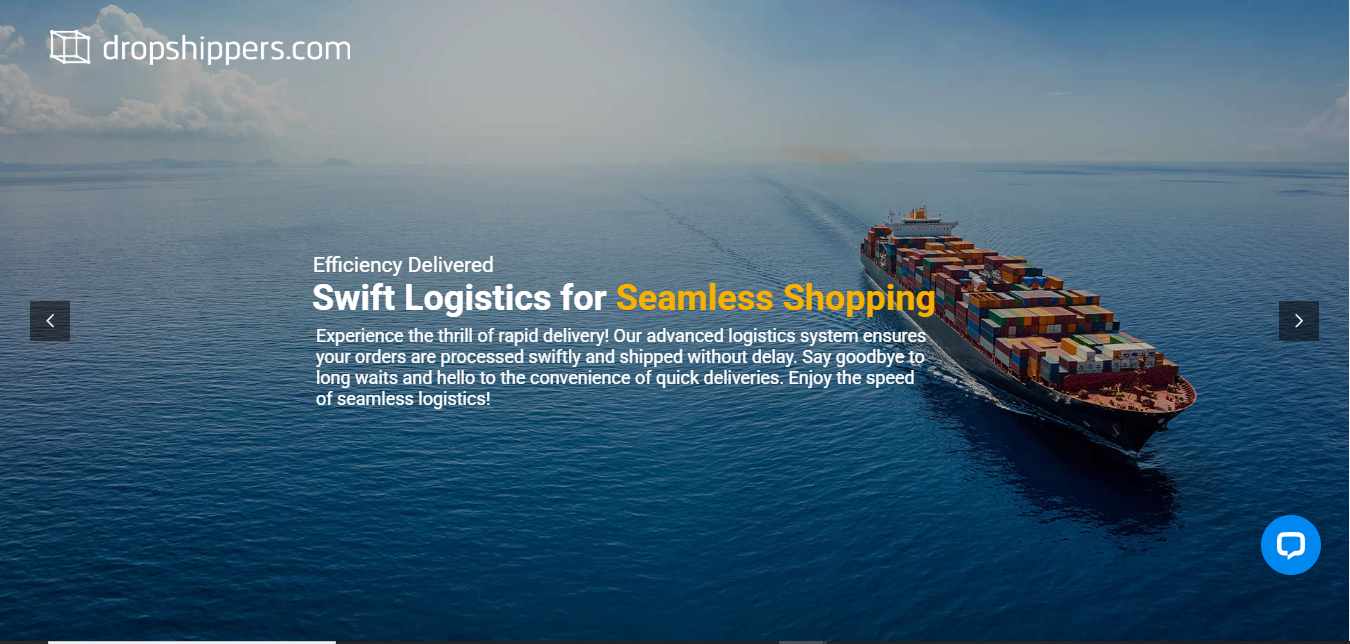 dropshippers.com
Efficiency Delivered
Swift Logistics for Seamless Shopping
Experience the thrill of rapid delivery! Our advanced logistics system ensures
your orders are processed swiftly and shipped without delay. Say goodbye to
long waits and hello to the convenience of quick deliveries. Enjoy the speed
of seamless logistics!